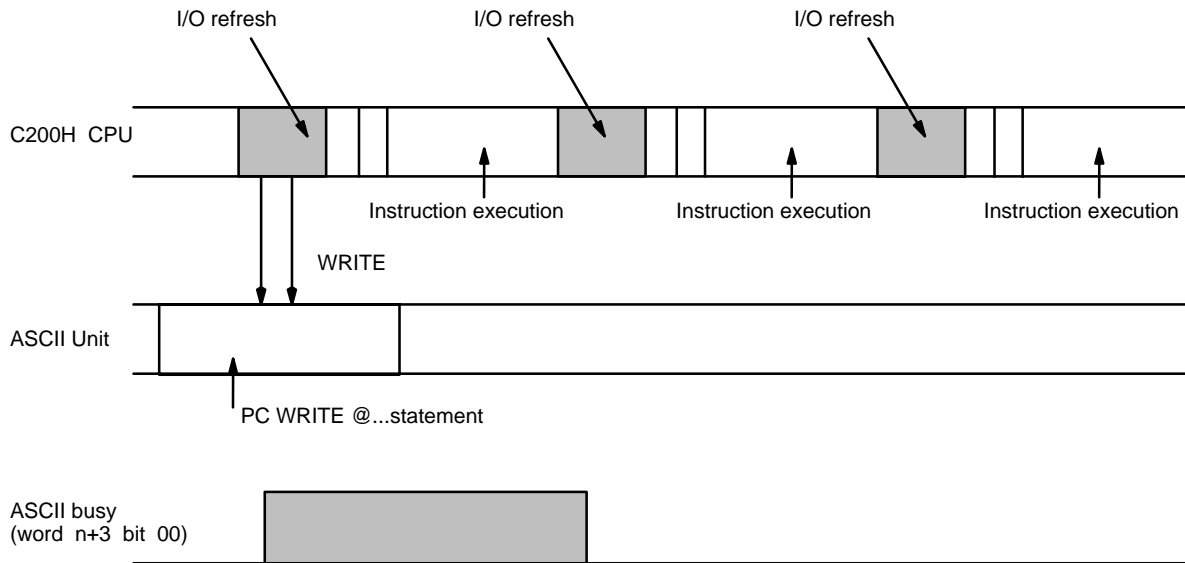 I/O refresh
I/O refresh
I/O refresh
C200H CPU
Instruction execution
Instruction execution
Instruction execution
WRITE
ASCII Unit
PC WRITE @...statement
ASCII busy
(word n+3 bit 00)